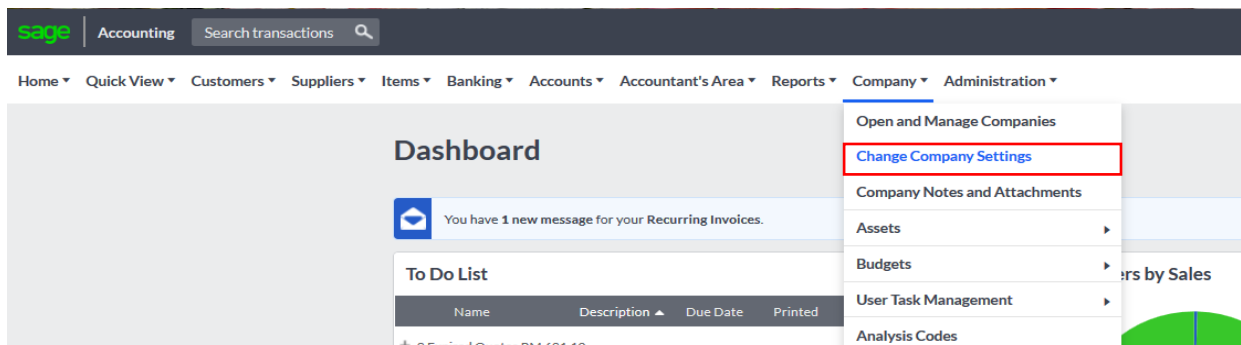 sage Accounting Search transactions
Home Quick View Customers Suppliers Items Banking Accounts Accountant's Area Reports Company Administration
Open and Manage Companies
Dashboard
Change Company Settings
Company Notes and Attachments
You have 1 new message for your Recurring Invoices.
Assets
Budgets
To Do List
ers by Sales
User Task Management
Name Description Due Date Printed
Analysis Codes